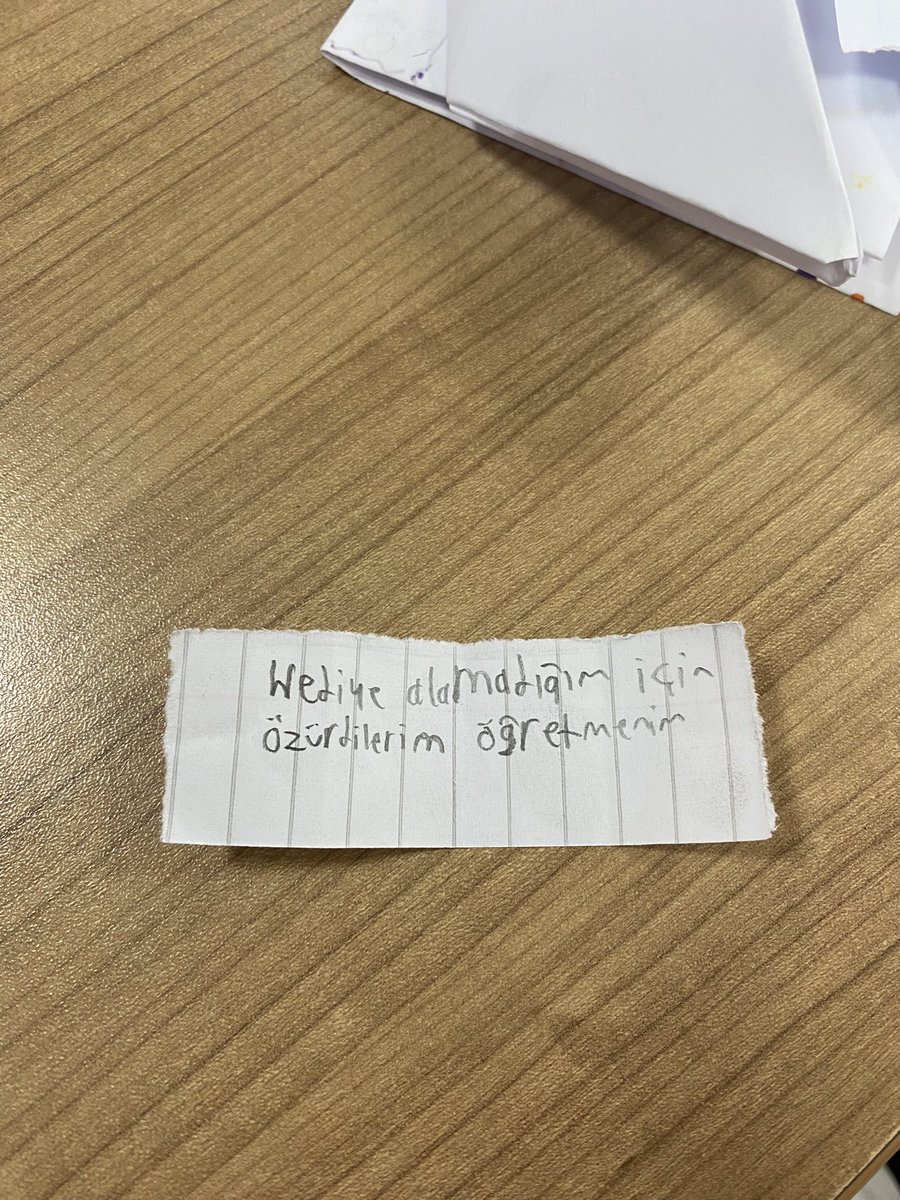 Hediye alamadığım için
özürdilerim öğretmenim